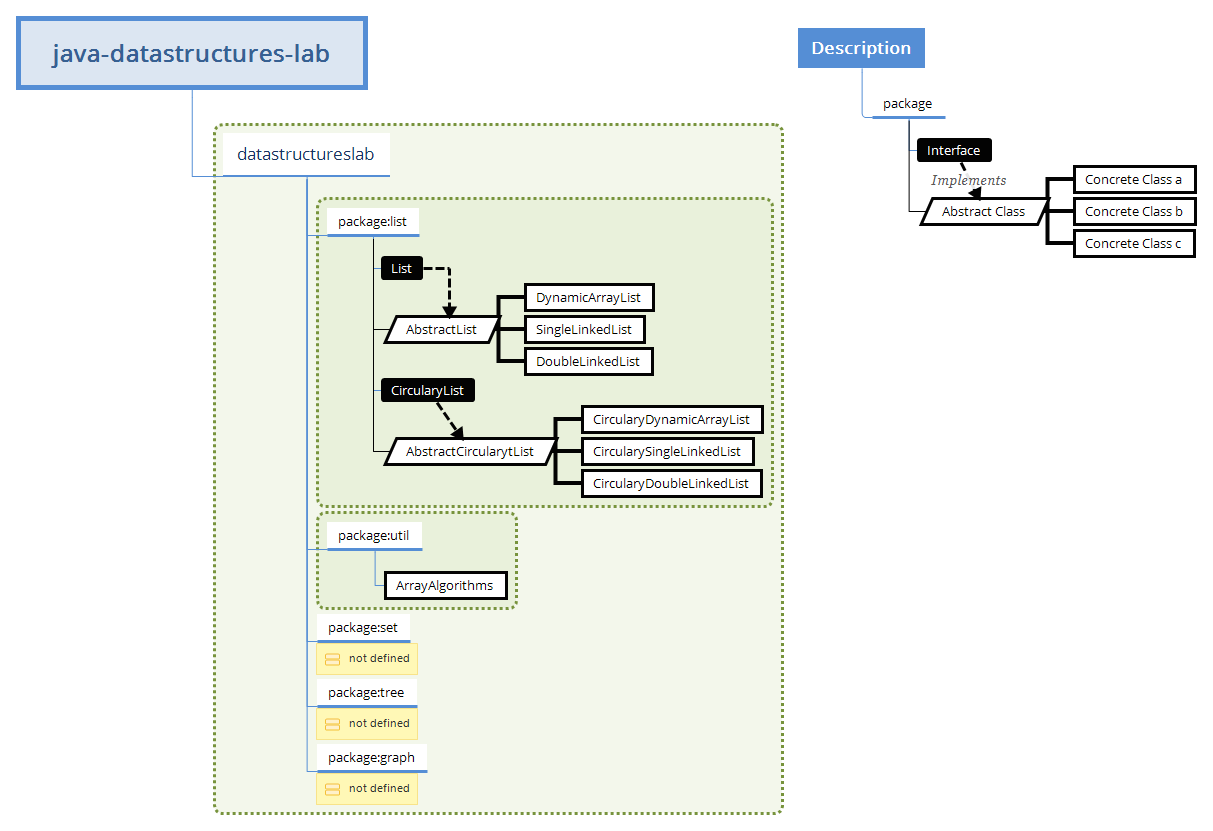 java-datastructures-lab
datastructureslab
package:list
List
AbstractList
DynamicArrayList
SingleLinkedList
DoubleLinkedList
CircularyList
AbstractCircularytList
CircularyDynamicArrayList
CircularySingleLinkedList
CircularyDoubleLinkedList
package:util
ArrayAlgorithms
package:set
not defined
package:tree
not defined
package:graph
not defined
Description
package
Interface
Implements
Abstract Class
Concrete Class a
Concrete Class b
Concrete Class c